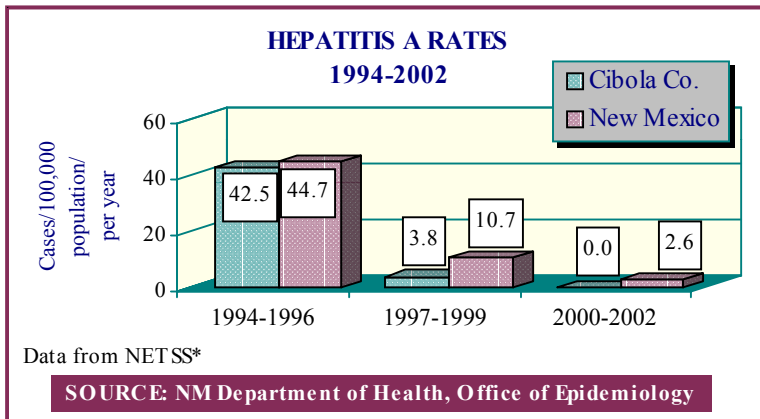 HEPATITIS A RATES
1994-2002
Cibola Co.
New Mexico
Cases/100,000
population/
per year
60
40
20
0
42.5
44.7
3.8
10.7
0.0
2.6
1994-1996
1997-1999
2000-2002
Data from NETSS*
SOURCE: NM Department of Health, Office of Epidemiology